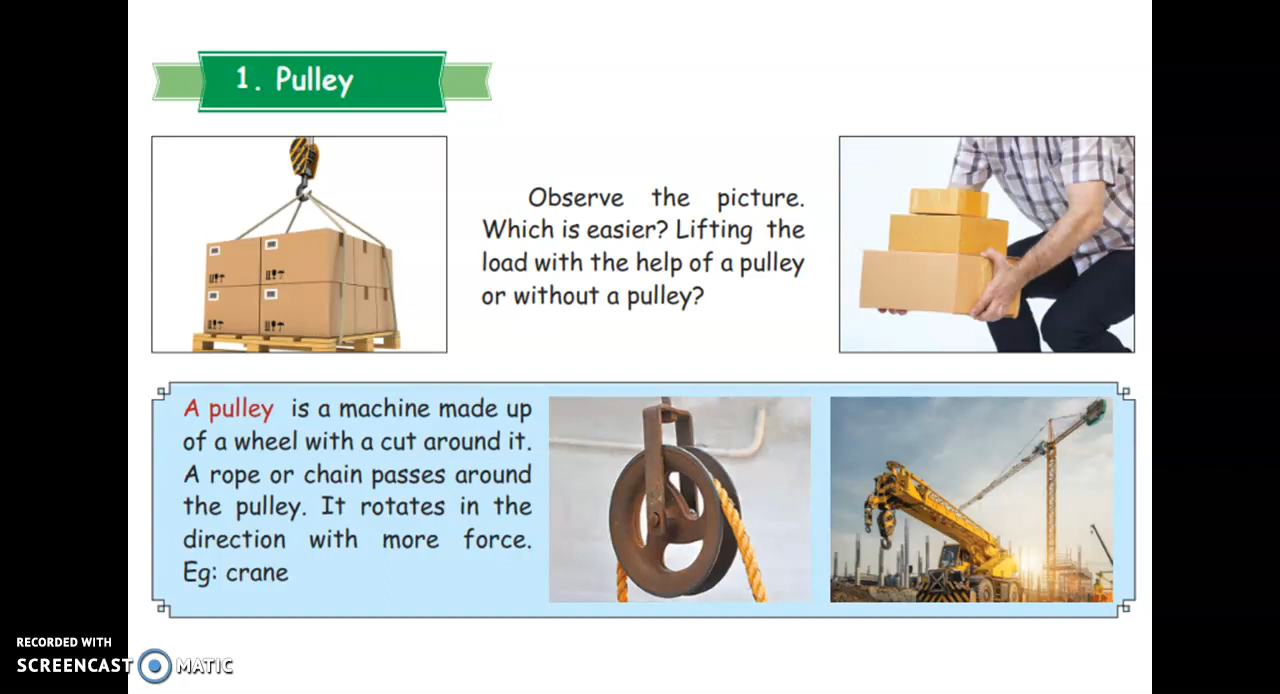 1. Pulley
Observe the picture.
Which is easier? Lifting the
load with the help of a pulley
or without a pulley?
A pulley is a machine made up
of a wheel with a cut around it.
A rope or chain passes around
the pulley. It rotates in the
direction with more force.
Eg: crane
RECORDED WITH
SCREENCAST MATIC